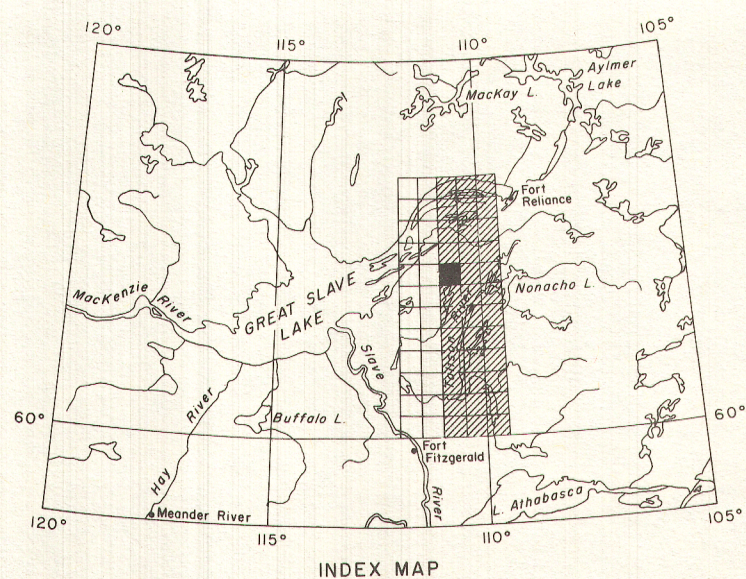 120°
115°
110°
105°
Aylmer
Lake
MacKay L.
Fort
Reliance
MacKenzie River
GREAT SLAVE
LAKE
Nonacho L.
Slave
River
60°
Hay River
Buffalo L.
60°
Fort
Fitzgerald
L. Athabasca
Meander River
120°
115°
110°
105°
INDEX MAP